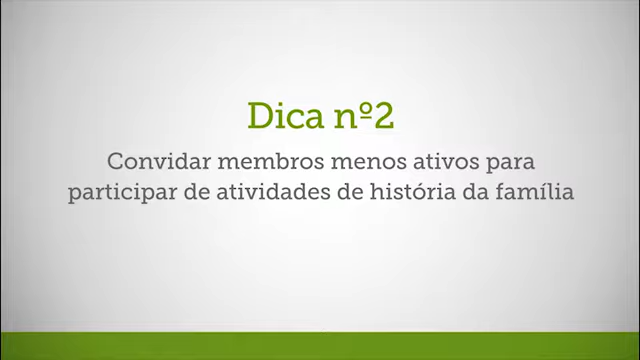 Dica nº2
Convidar membros menos ativos para
participar de atividades de história da família